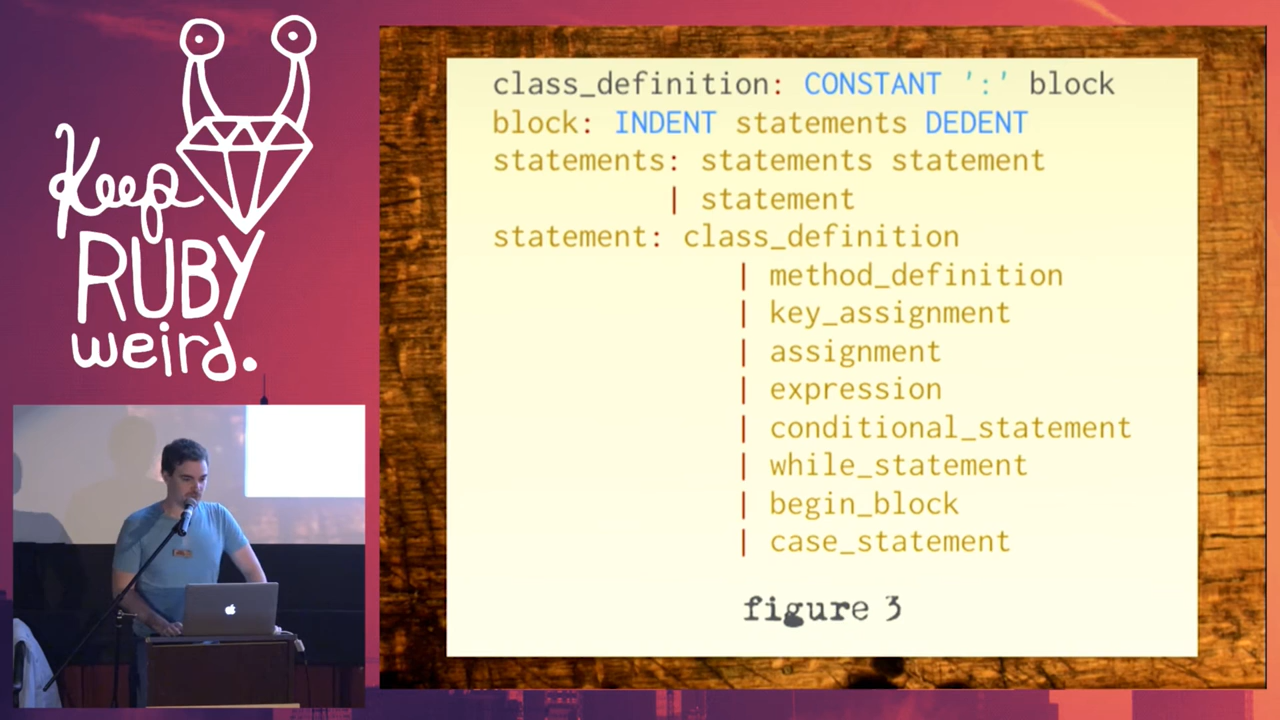 Keep
RUBY
weird.
class_definition: CONSTANT ':' block
block: INDENT statements DEDENT
statements: statements statement
| statement
statement: class_definition
| method_definition
| key_assignment
| assignment
| expression
| conditional_statement
| while_statement
| begin_block
| case_statement
figure 3